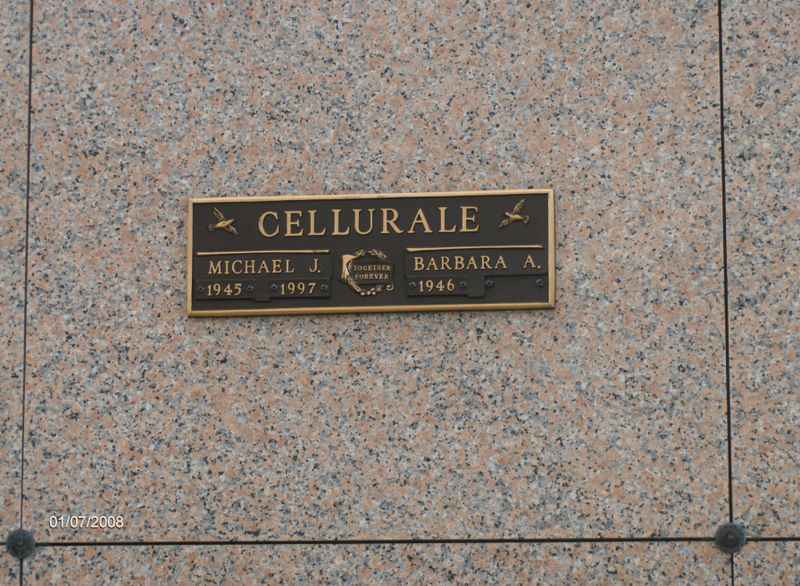 CELLURALE
MICHAEL J.
1945 1997
TOGETHER
FOREVER
BARBARA A.
1946
01/07/2008